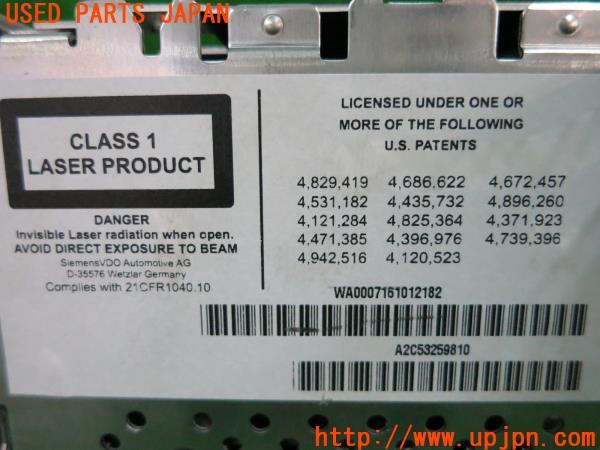 USED PARTS JAPAN
CLASS 1
LASER PRODUCT
DANGER
Invisible Laser radiation when open.
AVOID DIRECT EXPOSURE TO BEAM
SiemensVDO Automotive AG
D-35576 Wetzlar Germany
Complies with 21CFR1040.10
LICENSED UNDER ONE OR
MORE OF THE FOLLOWING
U.S. PATENTS
4,829,419 4,686,622 4,672,457
4,531,182 4,435,732 4,896,260
4,121,284 4,825,364 4,371,923
4,471,385 4,396,976 4,739,396
4,942,516 4,120,523
WA0007161012182
A2C53259810
http://www.upjpn.com/